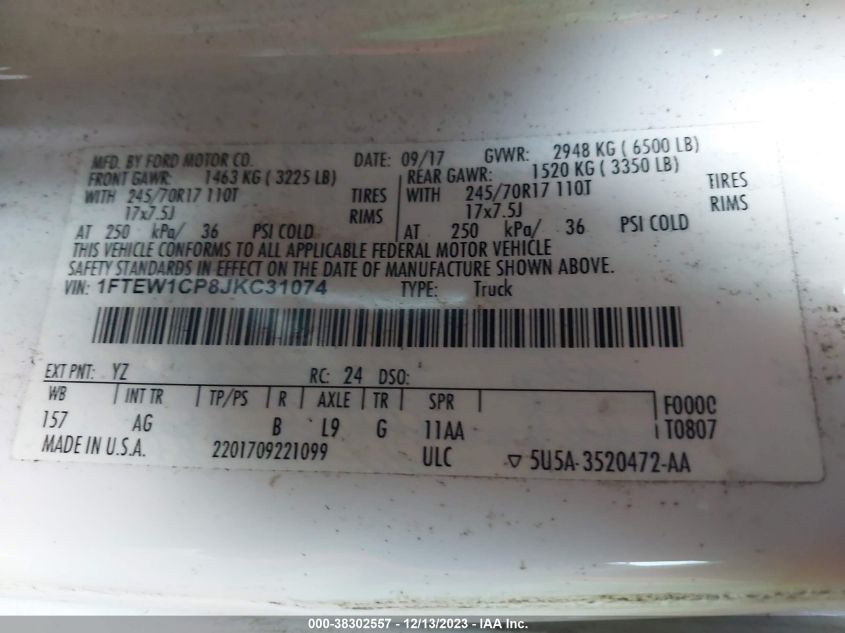 MFD. BY FORD MOTOR CO. DATE: 09/17 GVWR: 2948 KG ( 6500 LB)
FRONT GAWR: 1463 KG ( 3225 LB) REAR GAWR: 1520 KG ( 3350 LB)
WITH 245/70R17 110T TIRES WITH 245/70R17 110T TIRES
17x7.5J RIMS 17x7.5J RIMS
AT 250 kPa/ 36 PSI COLD AT 250 kPa/ 36 PSI COLD
THIS VEHICLE CONFORMS TO ALL APPLICABLE FEDERAL MOTOR VEHICLE
SAFETY STANDARDS IN EFFECT ON THE DATE OF MANUFACTURE SHOWN ABOVE.
VIN: 1FTEW1CP8JKC31074 TYPE: Truck
EXT PNT: YZ RC: 24 DSO:
WB INT TR TP/PS R AXLE TR SPR F000C
157 AG B L9 G 11AA T0807
MADE IN U.S.A. 2201709221099 ULC ▽ 5U5A-3520472-AA
000-38302557 - 12/13/2023 - IAA Inc.